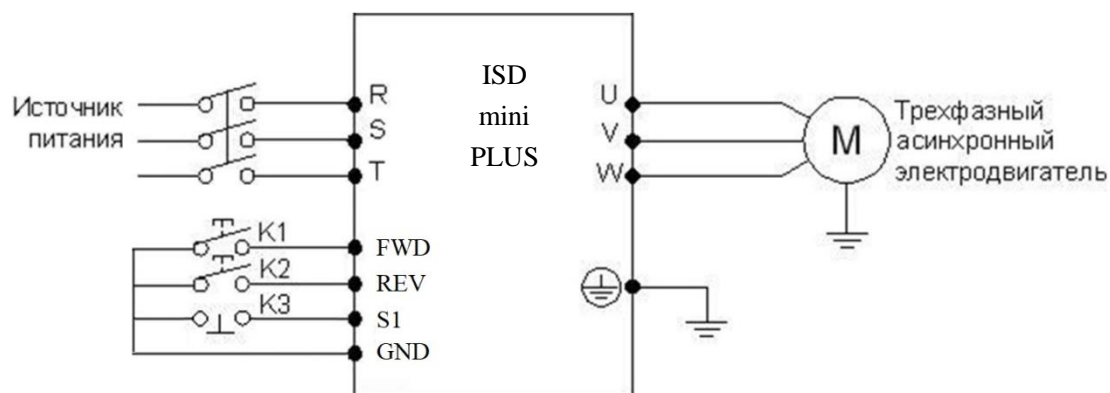 ISD
mini
PLUS
Источник
питания
R
S
T
U
V
W
M
Трехфазный
асинхронный
электродвигатель
K1
FWD
K2
REV
K3
S1
GND